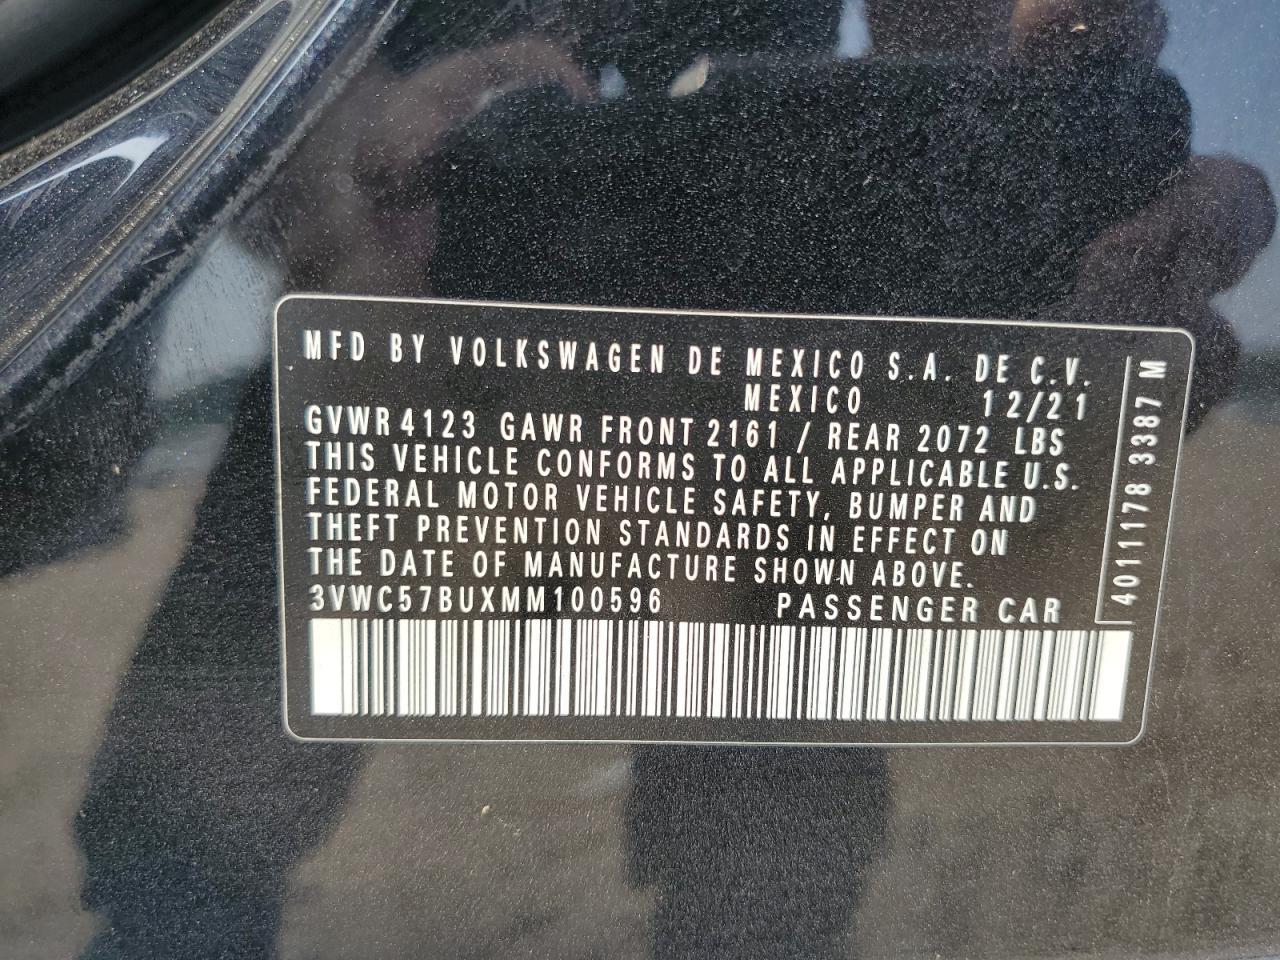 MFD BY VOLKSWAGEN DE MEXICO S.A. DE C.V.
MEXICO 12/21
GVWR 4123 GAWR FRONT 2161 / REAR 2072 LBS
THIS VEHICLE CONFORMS TO ALL APPLICABLE U.S.
FEDERAL MOTOR VEHICLE SAFETY, BUMPER AND
THEFT PREVENTION STANDARDS IN EFFECT ON
THE DATE OF MANUFACTURE SHOWN ABOVE.
3VWC57BUXMM100596 PASSENGER CAR
4011178 3387 M